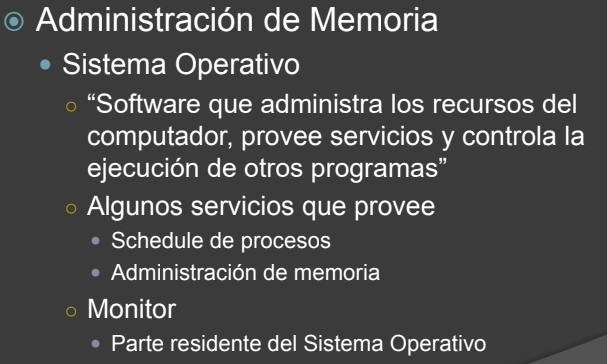 Administración de Memoria
Sistema Operativo
“Software que administra los recursos del
computador, provee servicios y controla la
ejecución de otros programas”
Algunos servicios que provee
Schedule de procesos
Administración de memoria
Monitor
Parte residente del Sistema Operativo